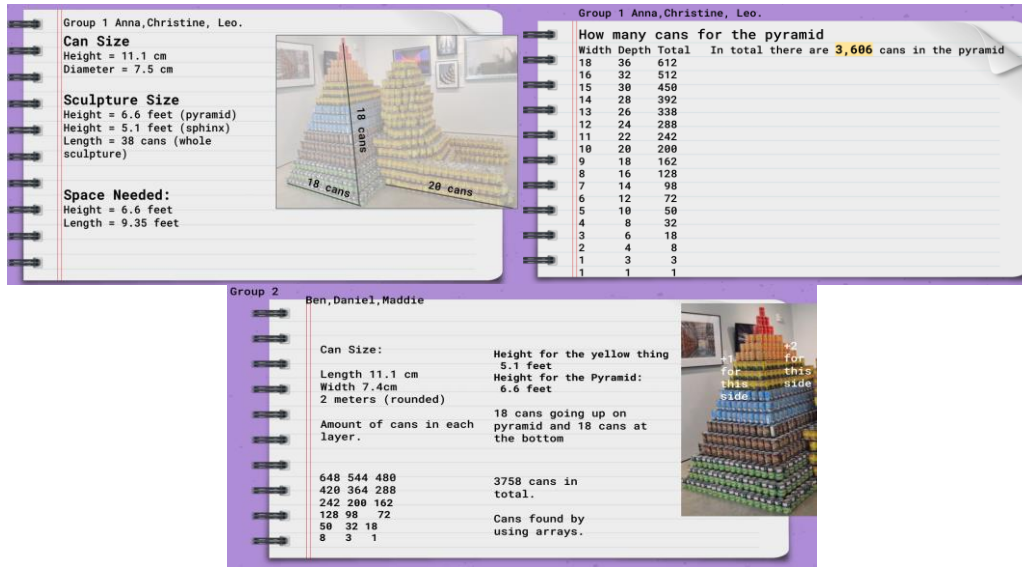 Group 1 Anna,Christine, Leo.
Can Size
Height = 11.1 cm
Diameter = 7.5 cm
Sculpture Size
Height = 6.6 feet (pyramid)
Height = 5.1 feet (sphinx)
Length = 38 cans (whole
sculpture)
Space Needed:
Height = 6.6 feet
Length = 9.35 feet
18 cans
18 cans
20 cans
Group 1 Anna,Christine, Leo.
How many cans for the pyramid
Width Depth Total In total there are 3,606 cans in the pyramid
18 36 612
16 32 512
15 30 450
14 28 392
13 26 338
12 24 288
11 22 242
10 20 200
9 18 162
8 16 128
7 14 98
6 12 72
5 10 50
4 8 32
3 6 18
2 4 8
1 3 3
1 1 1
Group 2
Ben,Daniel,Maddie
Can Size:
Length 11.1 cm
Width 7.4cm
2 meters (rounded)
Amount of cans in each
layer.
648 544 480
420 364 288
242 200 162
128 98 72
50 32 18
8 3 1
Height for the yellow thing
5.1 feet
Height for the Pyramid:
6.6 feet
18 cans going up on
pyramid and 18 cans at
the bottom
3758 cans in
total.
Cans found by
using arrays.
+1
for
this
side
+2
for
this
side